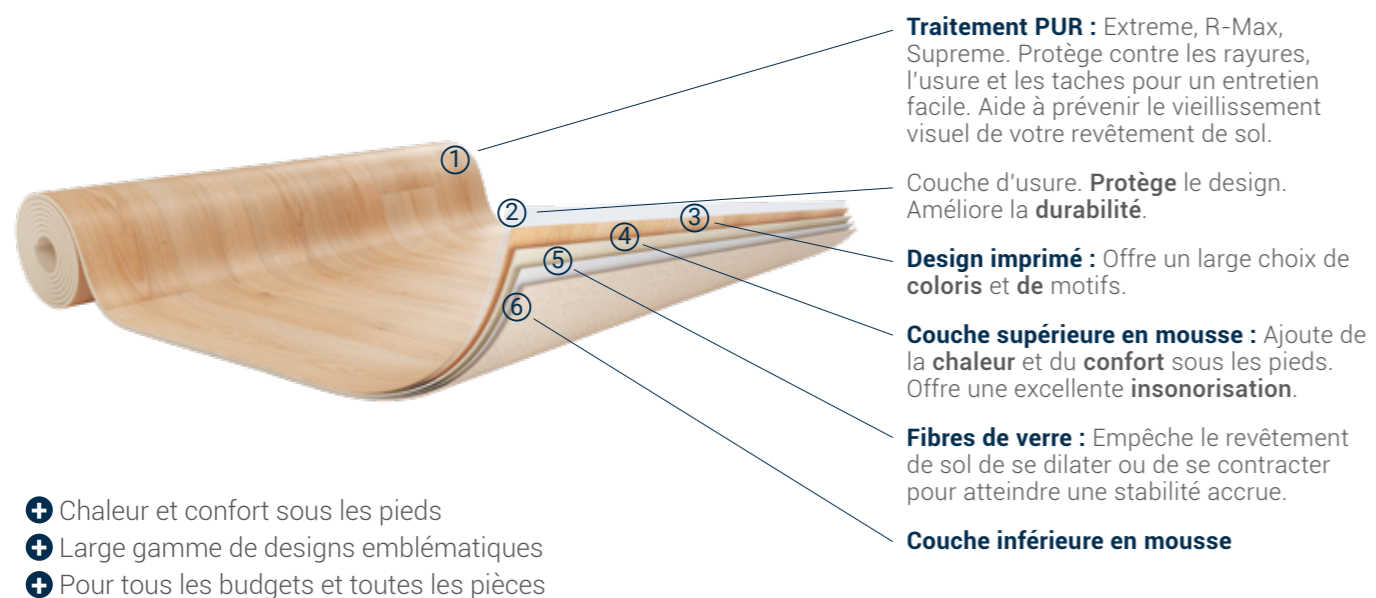 Traitement PUR : Extreme, R-Max,
Supreme. Protège contre les rayures,
l'usure et les taches pour un entretien
facile. Aide à prévenir le vieillissement
visuel de votre revêtement de sol.
Couche d'usure. Protège le design.
Améliore la durabilité.
Design imprimé : Offre un large choix de
coloris et de motifs.
Couche supérieure en mousse : Ajoute de
la chaleur et du confort sous les pieds.
Offre une excellente insonorisation.
Fibres de verre : Empêche le revêtement
de sol de se dilater ou de se contracter
pour atteindre une stabilité accrue.
Couche inférieure en mousse
1
2
3
4
5
6
Chaleur et confort sous les pieds
Large gamme de designs emblématiques
Pour tous les budgets et toutes les pièces